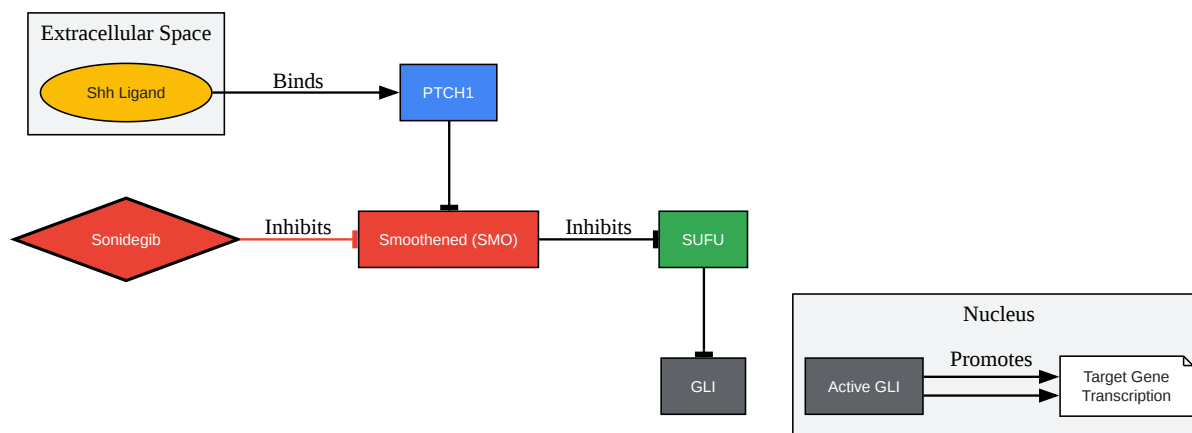 Extracellular Space
Shh Ligand
Binds
PTCH1
Sonidegib
Inhibits
Smoothened (SMO)
Inhibits
SUFU
GLI
Nucleus
Active GLI
Promotes
Target Gene
Transcription